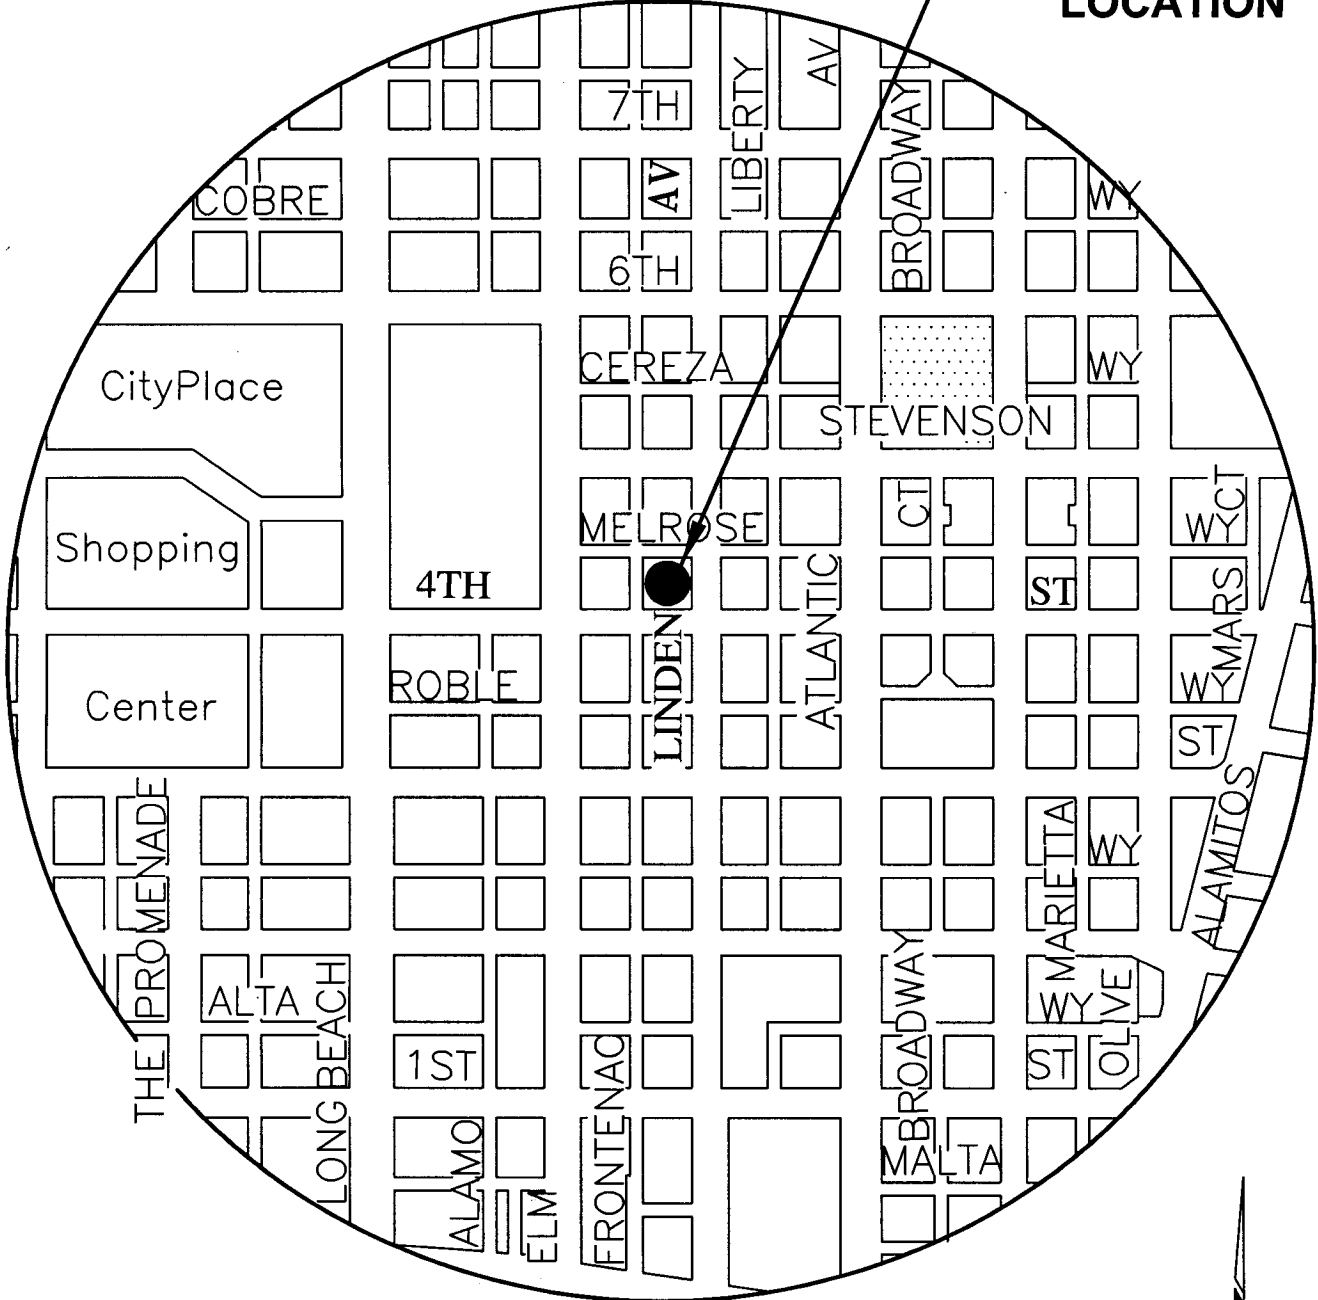 LOCATION
AV
7TH
LIBERTY
BROADWAY
COBRE
AV
WY
6TH
CityPlace
CEREZA
WY
STEVENSON
MELROSE
CT
WY
CT
Shopping
4TH
ST
LINDEN
ATLANTIC
MARS
ROBLE
WY
Center
ST
THE PROMENADE
MARIETTA
WY
ALAMITOS
ALTA
LONG BEACH
BROADWAY
WY
OLIVE
1ST
ST
ALAMO
ELM
FRONTENAC
MALTA